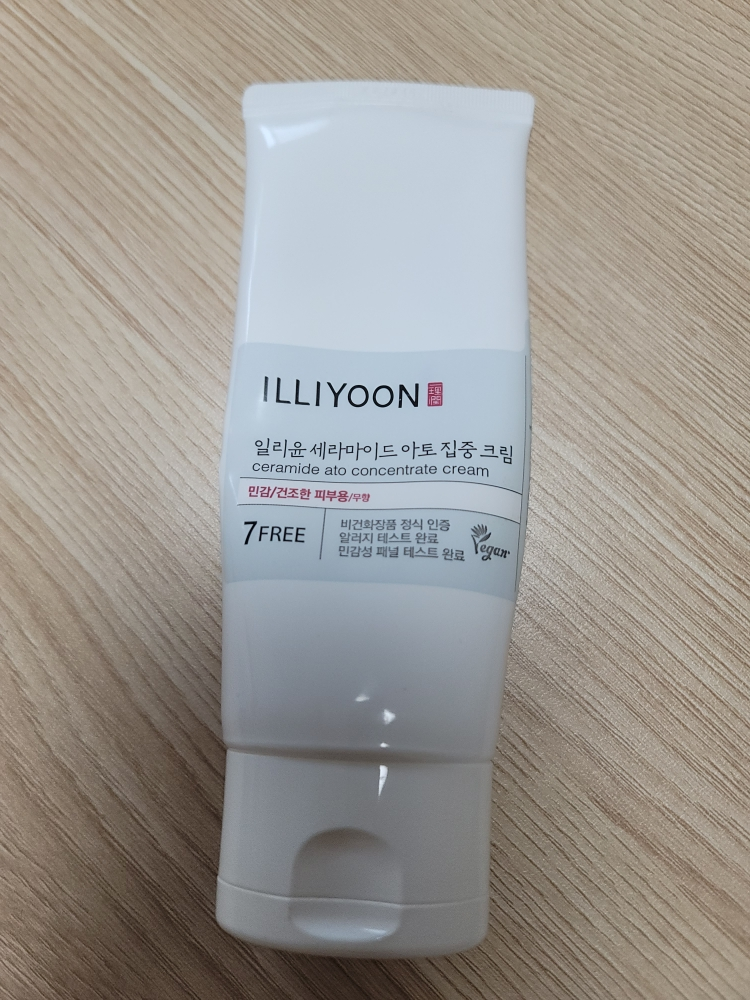 ILLIYOON
일리윤 세라마이드 아토 집중 크림
ceramide ato concentrate cream
민감/건조한 피부용/무향
7FREE
비건화장품 정식 인증
알러지 테스트 완료
민감성 패널 테스트 완료
Vegan